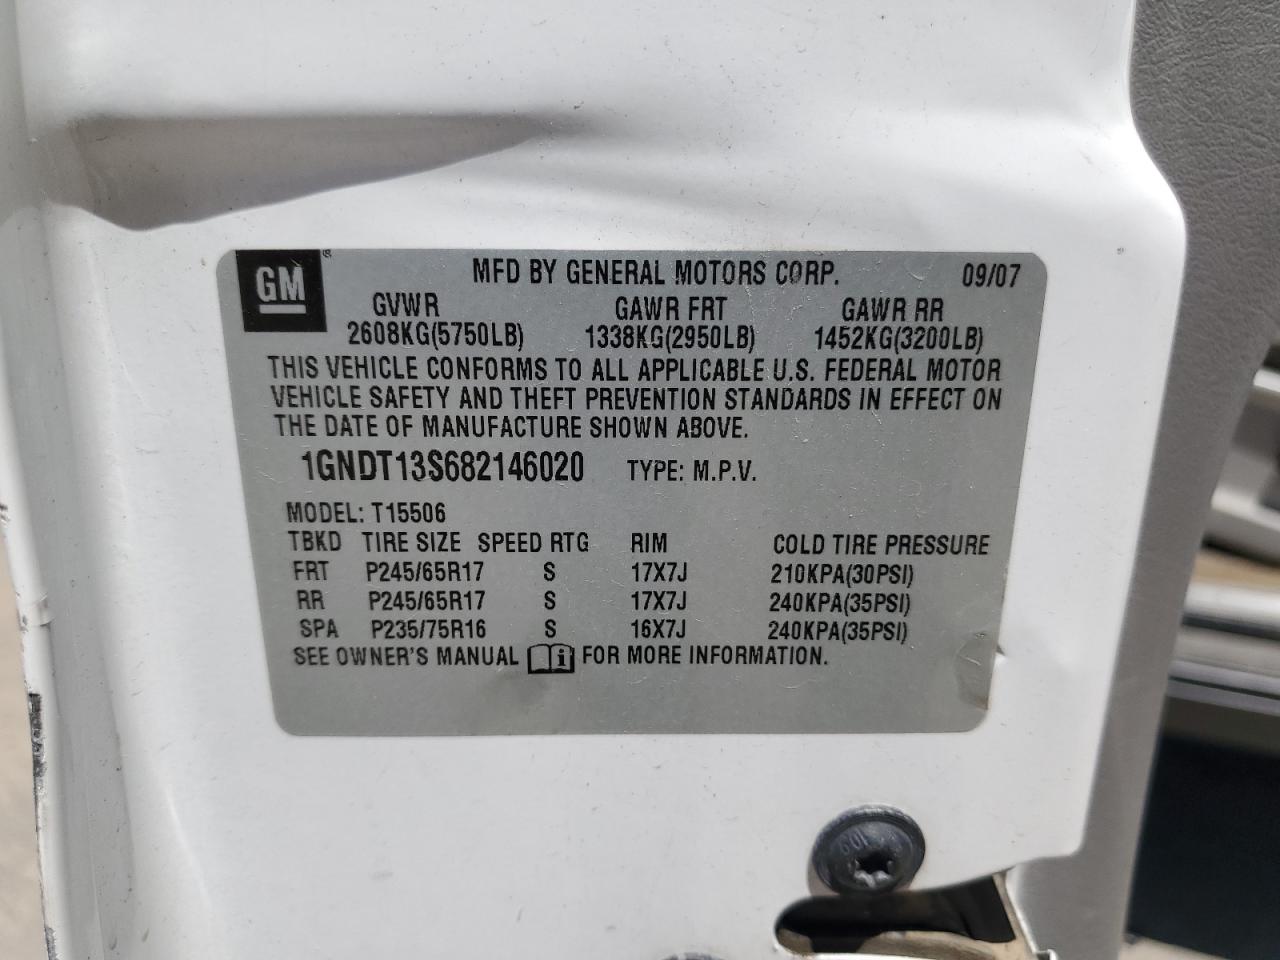 GM ® MFD BY GENERAL MOTORS CORP. 09/07
GVWR GAWR FRT GAWR RR
2608KG(5750LB) 1338KG(2950LB) 1452KG(3200LB)
THIS VEHICLE CONFORMS TO ALL APPLICABLE U.S. FEDERAL MOTOR
VEHICLE SAFETY AND THEFT PREVENTION STANDARDS IN EFFECT ON
THE DATE OF MANUFACTURE SHOWN ABOVE.
1GNDT13S682146020 TYPE: M.P.V.
MODEL: T15506
TBKD TIRE SIZE SPEED RTG RIM COLD TIRE PRESSURE
FRT P245/65R17 S 17X7J 210KPA(30PSI)
RR P245/65R17 S 17X7J 240KPA(35PSI)
SPA P235/75R16 S 16X7J 240KPA(35PSI)
SEE OWNER'S MANUAL i FOR MORE INFORMATION.